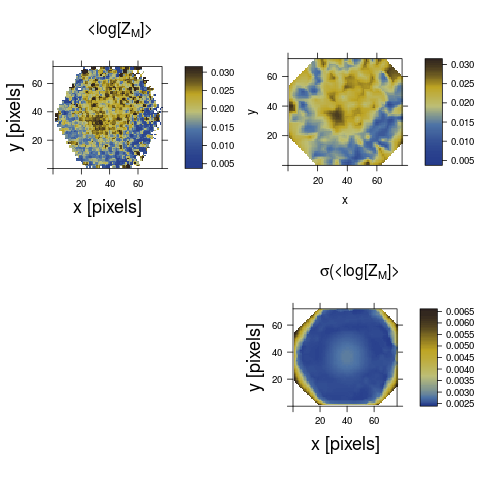 <log[Z_M]>
0.030
0.025
0.020
0.015
0.010
0.005
60
40
20
y [pixels]
20 40 60
x [pixels]
0.030
0.025
0.020
0.015
0.010
0.005
60
40
20
y
20 40 60
x
σ(<log[Z_M]>
0.0065
0.0060
0.0055
0.0050
0.0045
0.0040
0.0035
0.0030
0.0025
60
40
20
y [pixels]
20 40 60
x [pixels]